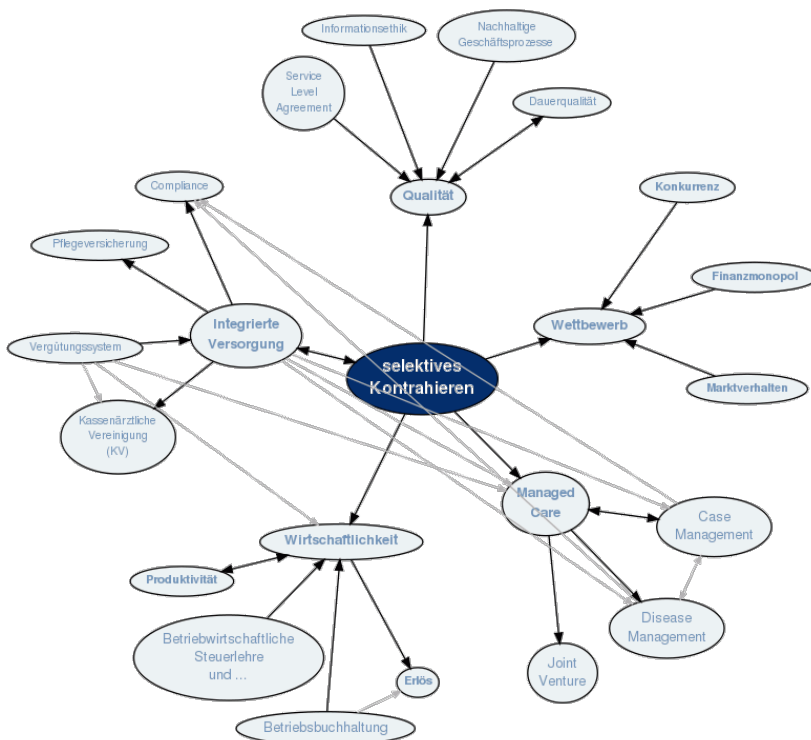 Informationsethik
Nachhaltige
Geschäftsprozesse
Service
Level
Agreement
Dauerqualität
Compliance
Qualität
Konkurrenz
Pflegeversicherung
Finanzmonopol
Integrierte
Versorgung
Wettbewerb
Vergütungssystem
selektives
Kontrahieren
Marktverhalten
Kassenärztliche
Vereinigung
(KV)
Managed
Care
Case
Management
Wirtschaftlichkeit
Produktivität
Disease
Management
Betriebwirtschaftliche
Steuerlehre
und ...
Joint
Venture
Erlös
Betriebsbuchhaltung